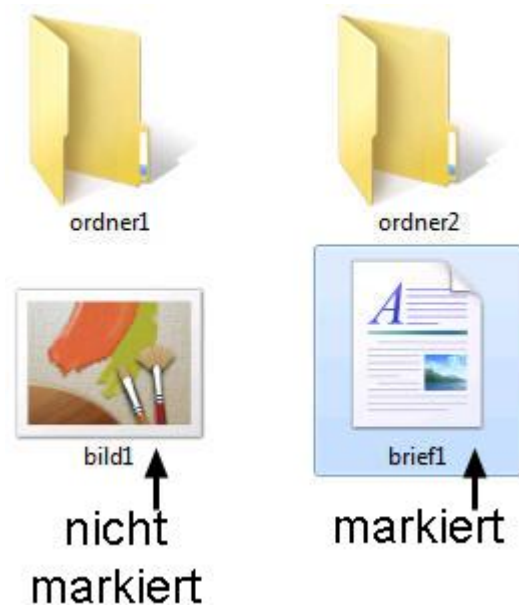 ordner1
ordner2
bild1
brief1
nicht
markiert
markiert